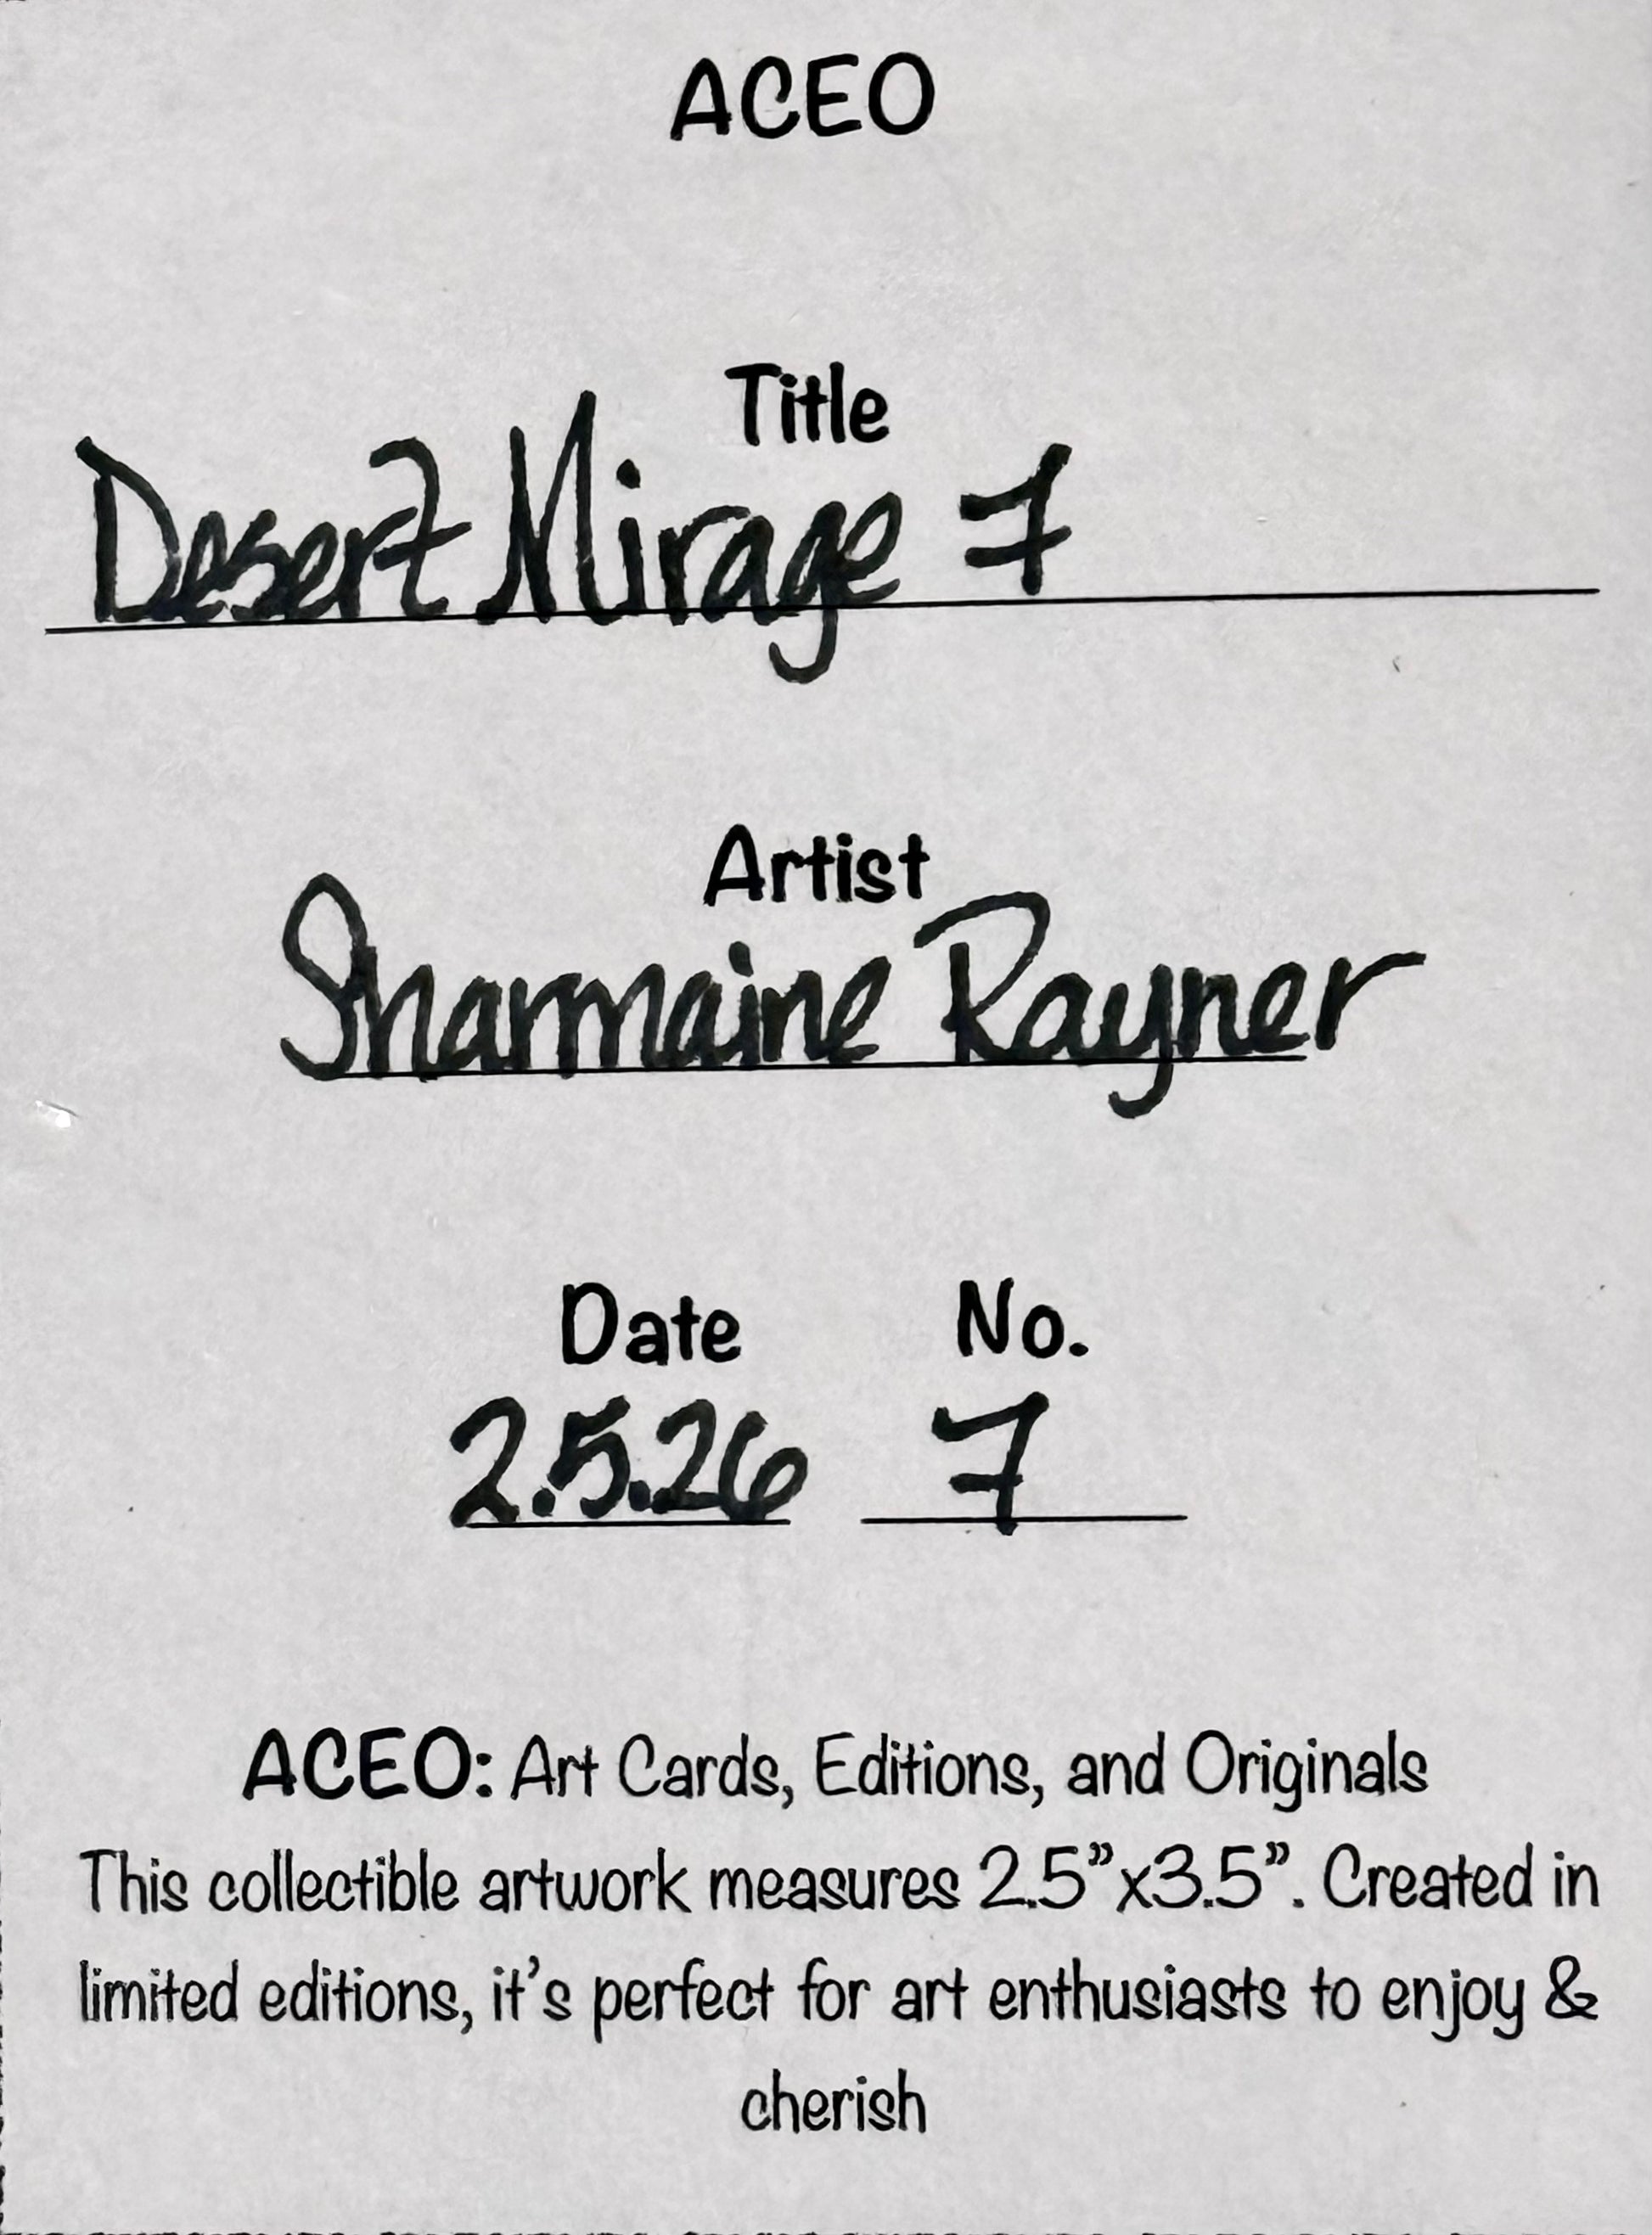 ACEO
Title
Desert Mirage 7
Artist
Sharmaine Rayner
Date No.
2.5.26 7
ACEO: Art Cards, Editions, and Originals
This collectible artwork measures 2.5”x3.5”. Created in
limited editions, it’s perfect for art enthusiasts to enjoy &
cherish